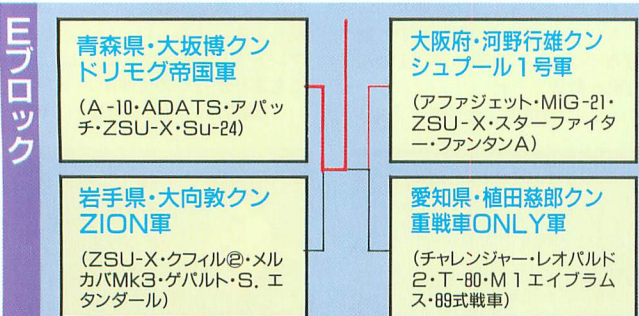 Eブロック
青森県・大坂博クン
ドリモグ帝国軍
(A-10・ADATS・アパッ
チ・ZSU-X・Su-24)
大阪府・河野行雄クン
シュプール1号軍
(アファジェット・MiG-21・
ZSU-X・スターファイタ
ー・ファンタンA)
岩手県・大向敦クン
ZION軍
(ZSU-X・クフィル②・メル
カバMk3・ゲパルト・S.エ
タンダール)
愛知県・植田慈郎クン
重戦車ONLY軍
(チャレンジャー・レオパルド
2・T-80・M1エイブラム
ス・89式戦車)